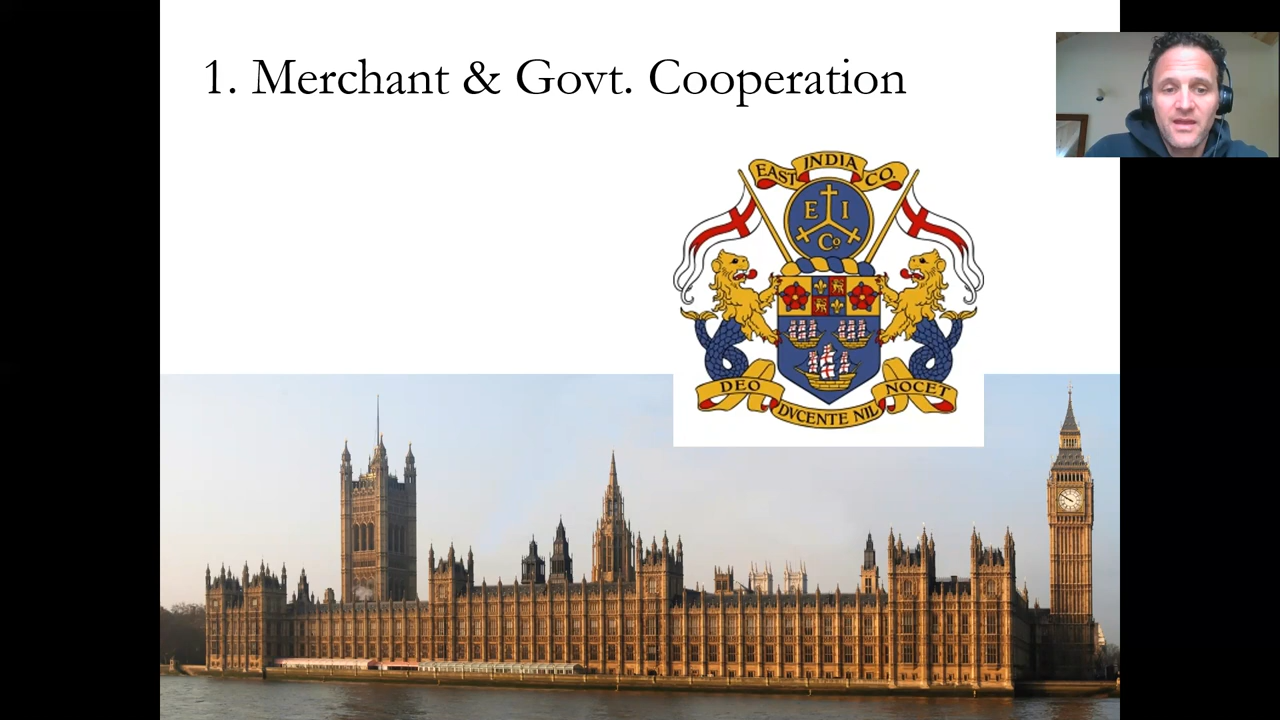 1. Merchant & Govt. Cooperation
EAST INDIA CO.
E I
Co
DEO DVCENTE NIL NOCET